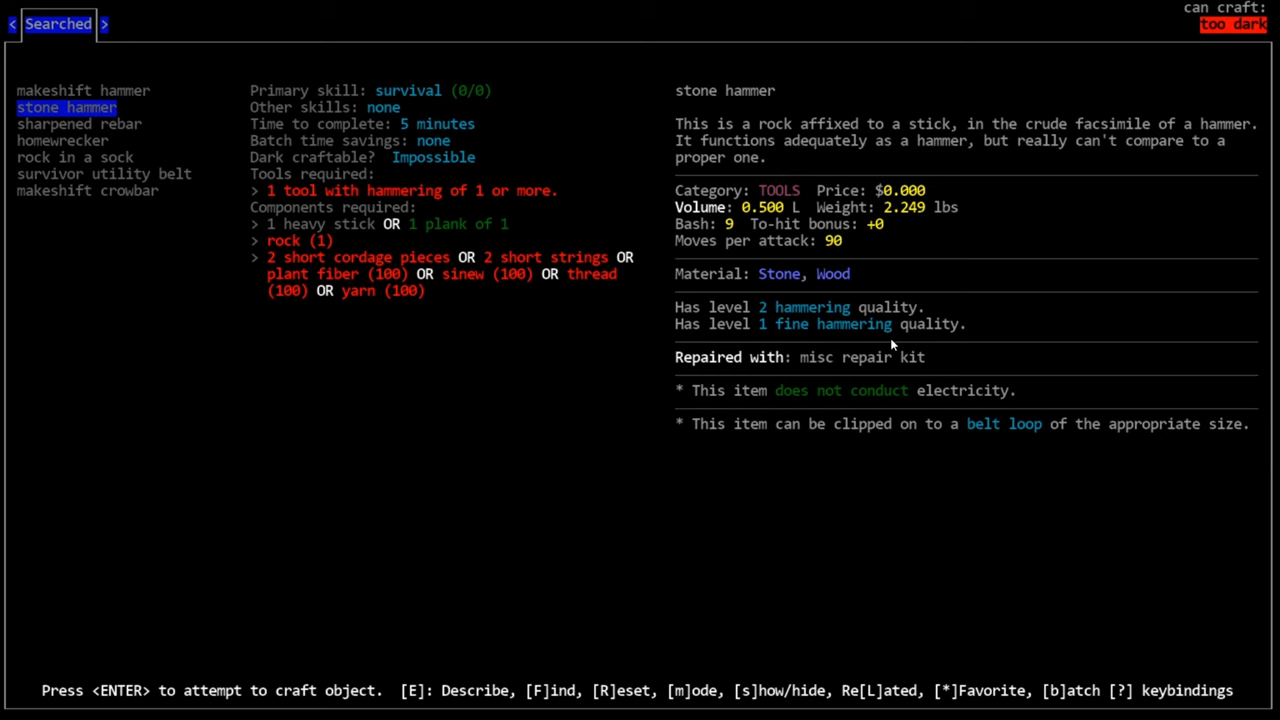 can craft:
< Searched >
too dark
makeshift hammer
stone hammer
sharpened rebar
homewrecker
rock in a sock
survivor utility belt
makeshift crowbar
Primary skill: survival (0/0)
Other skills: none
Time to complete: 5 minutes
Batch time savings: none
Dark craftable? Impossible
Tools required:
> 1 tool with hammering of 1 or more.
Components required:
> 1 heavy stick OR 1 plank of 1
> rock (1)
> 2 short cordage pieces OR 2 short strings OR
plant fiber (100) OR sinew (100) OR thread
(100) OR yarn (100)
stone hammer
This is a rock affixed to a stick, in the crude facsimile of a hammer.
It functions adequately as a hammer, but really can't compare to a
proper one.
Category: TOOLS Price: $0.000
Volume: 0.500 L Weight: 2.249 lbs
Bash: 9 To-hit bonus: +0
Moves per attack: 90
Material: Stone, Wood
Has level 2 hammering quality.
Has level 1 fine hammering quality.
Repaired with: misc repair kit
* This item does not conduct electricity.
* This item can be clipped on to a belt loop of the appropriate size.
Press <ENTER> to attempt to craft object. [E]: Describe, [F]ind, [R]eset, [m]ode, [s]how/hide, Re[L]ated, [*]Favorite, [b]atch [?] keybindings